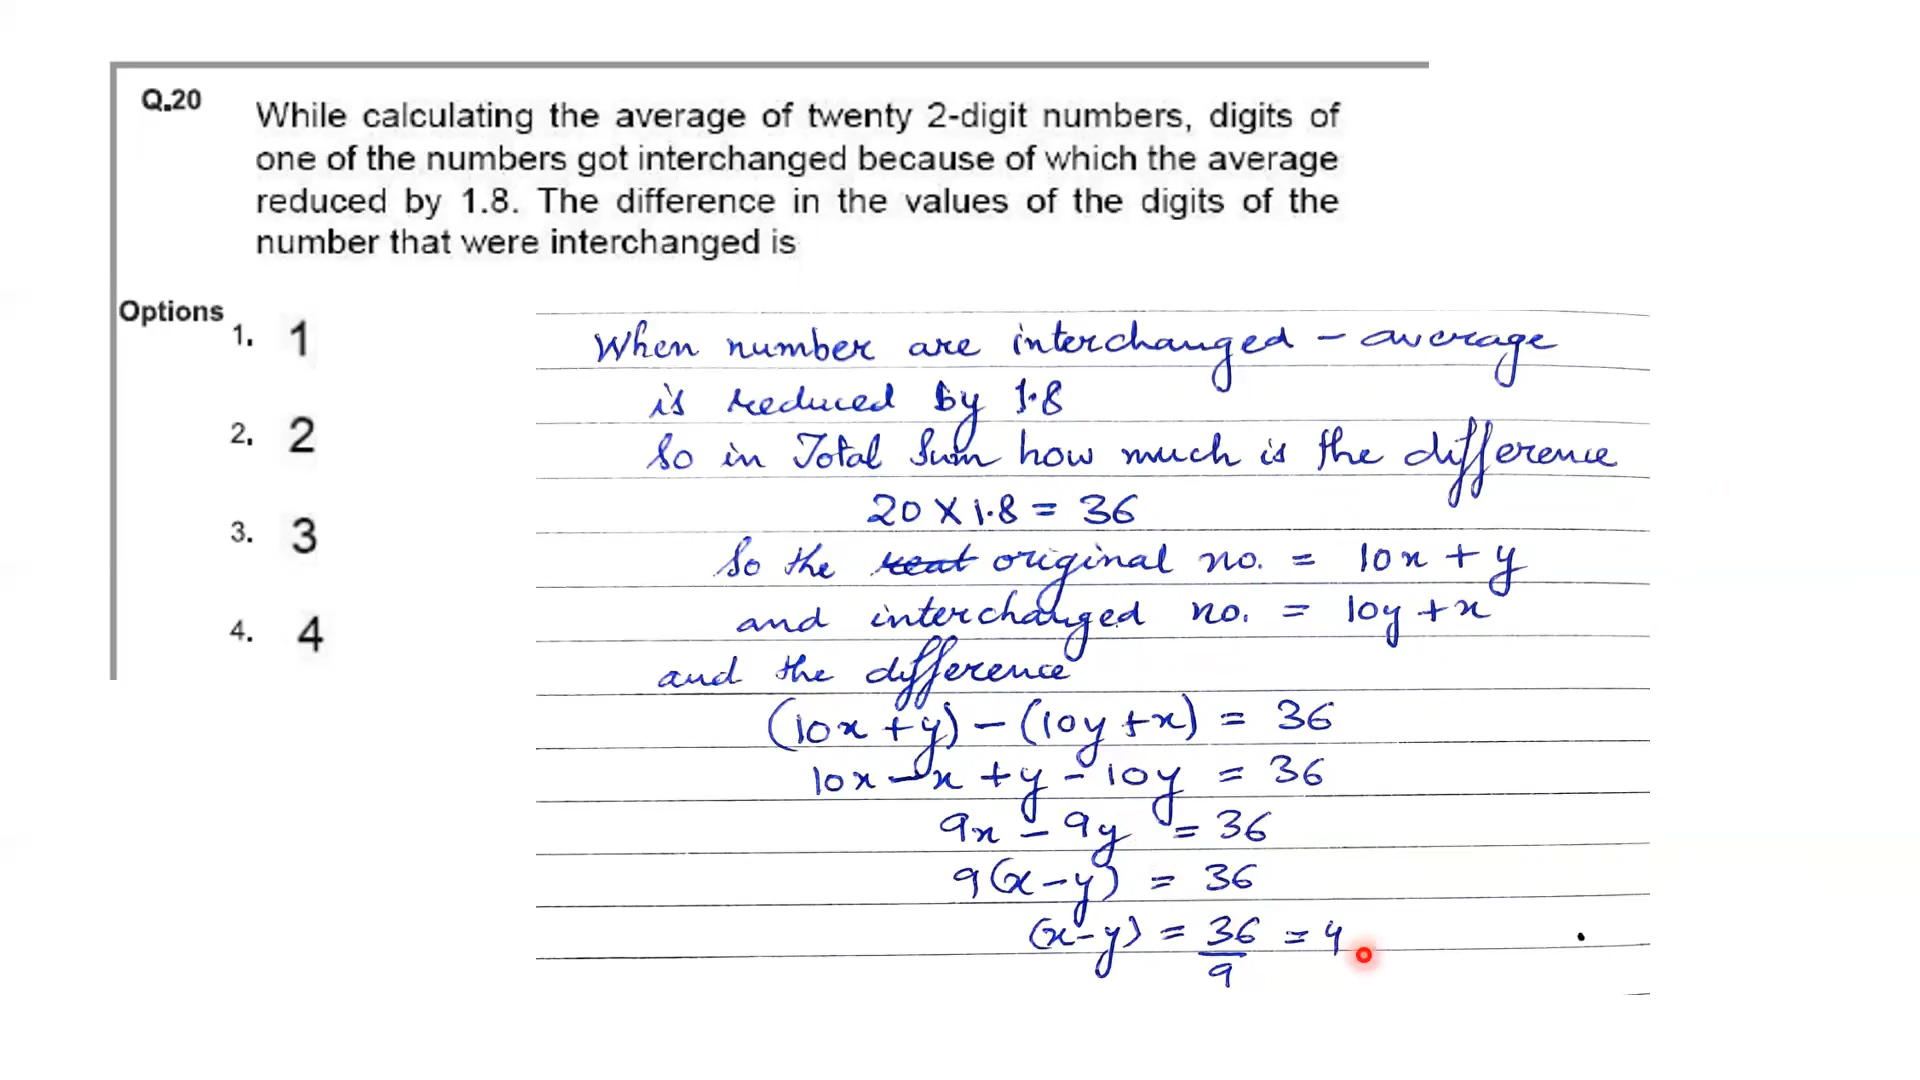 Q.20
While calculating the average of twenty 2-digit numbers, digits of
one of the numbers got interchanged because of which the average
reduced by 1.8. The difference in the values of the digits of the
number that were interchanged is
Options
1. 1
2. 2
3. 3
4. 4
When number are interchanged - average
is reduced by 1.8
So in Total Sum how much is the difference
20 X 1.8 = 36
So the original no. = 10x + y
and interchanged no. = 10y + x
and the difference
(10x + y) - (10y + x) = 36
10x - x + y - 10y = 36
9x - 9y = 36
9(x - y) = 36
(x - y) = 36/9 = 4